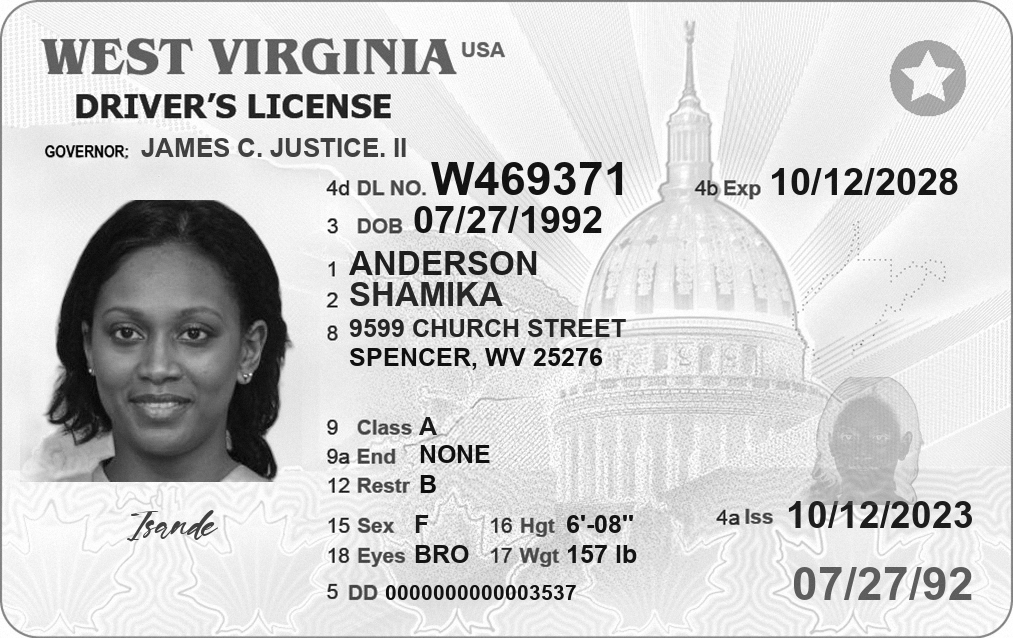 WEST VIRGINIA USA
DRIVER'S LICENSE
GOVERNOR: JAMES C. JUSTICE. II
4d DL NO. W469371 4b Exp 10/12/2028
3 DOB 07/27/1992
1 ANDERSON
2 SHAMIKA
8 9599 CHURCH STREET
SPENCER, WV 25276
9 Class A
9a End NONE
12 Restr B
Isande
15 Sex F 16 Hgt 6'-08" 4a Iss 10/12/2023
18 Eyes BRO 17 Wgt 157 lb
5 DD 0000000000003537 07/27/92